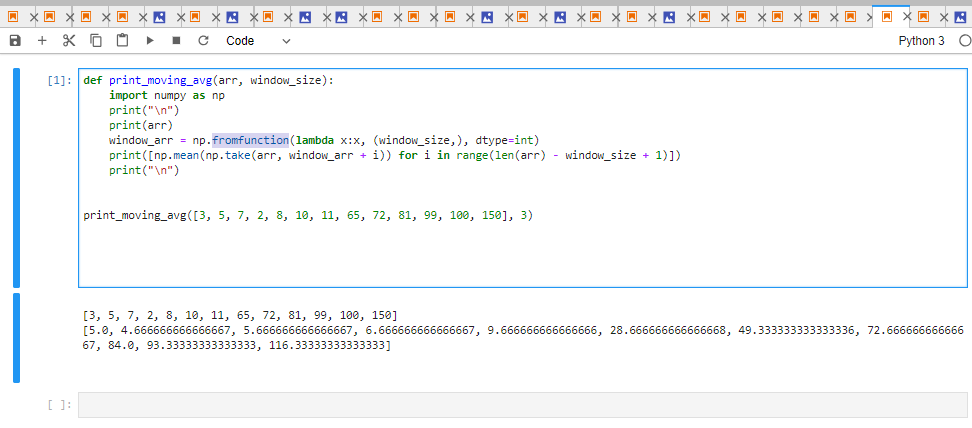 Code
Python 3
[1]:
def print_moving_avg(arr, window_size):
    import numpy as np
    print("\n")
    print(arr)
    window_arr = np.fromfunction(lambda x:x, (window_size,), dtype=int)
    print([np.mean(np.take(arr, window_arr + i)) for i in range(len(arr) - window_size + 1)])
    print("\n")
print_moving_avg([3, 5, 7, 2, 8, 10, 11, 65, 72, 81, 99, 100, 150], 3)
[3, 5, 7, 2, 8, 10, 11, 65, 72, 81, 99, 100, 150]
[5.0, 4.666666666666667, 5.666666666666667, 6.666666666666667, 9.666666666666666, 28.666666666666668, 49.333333333333336, 72.666666666666
67, 84.0, 93.33333333333333, 116.33333333333333]
[ ]: